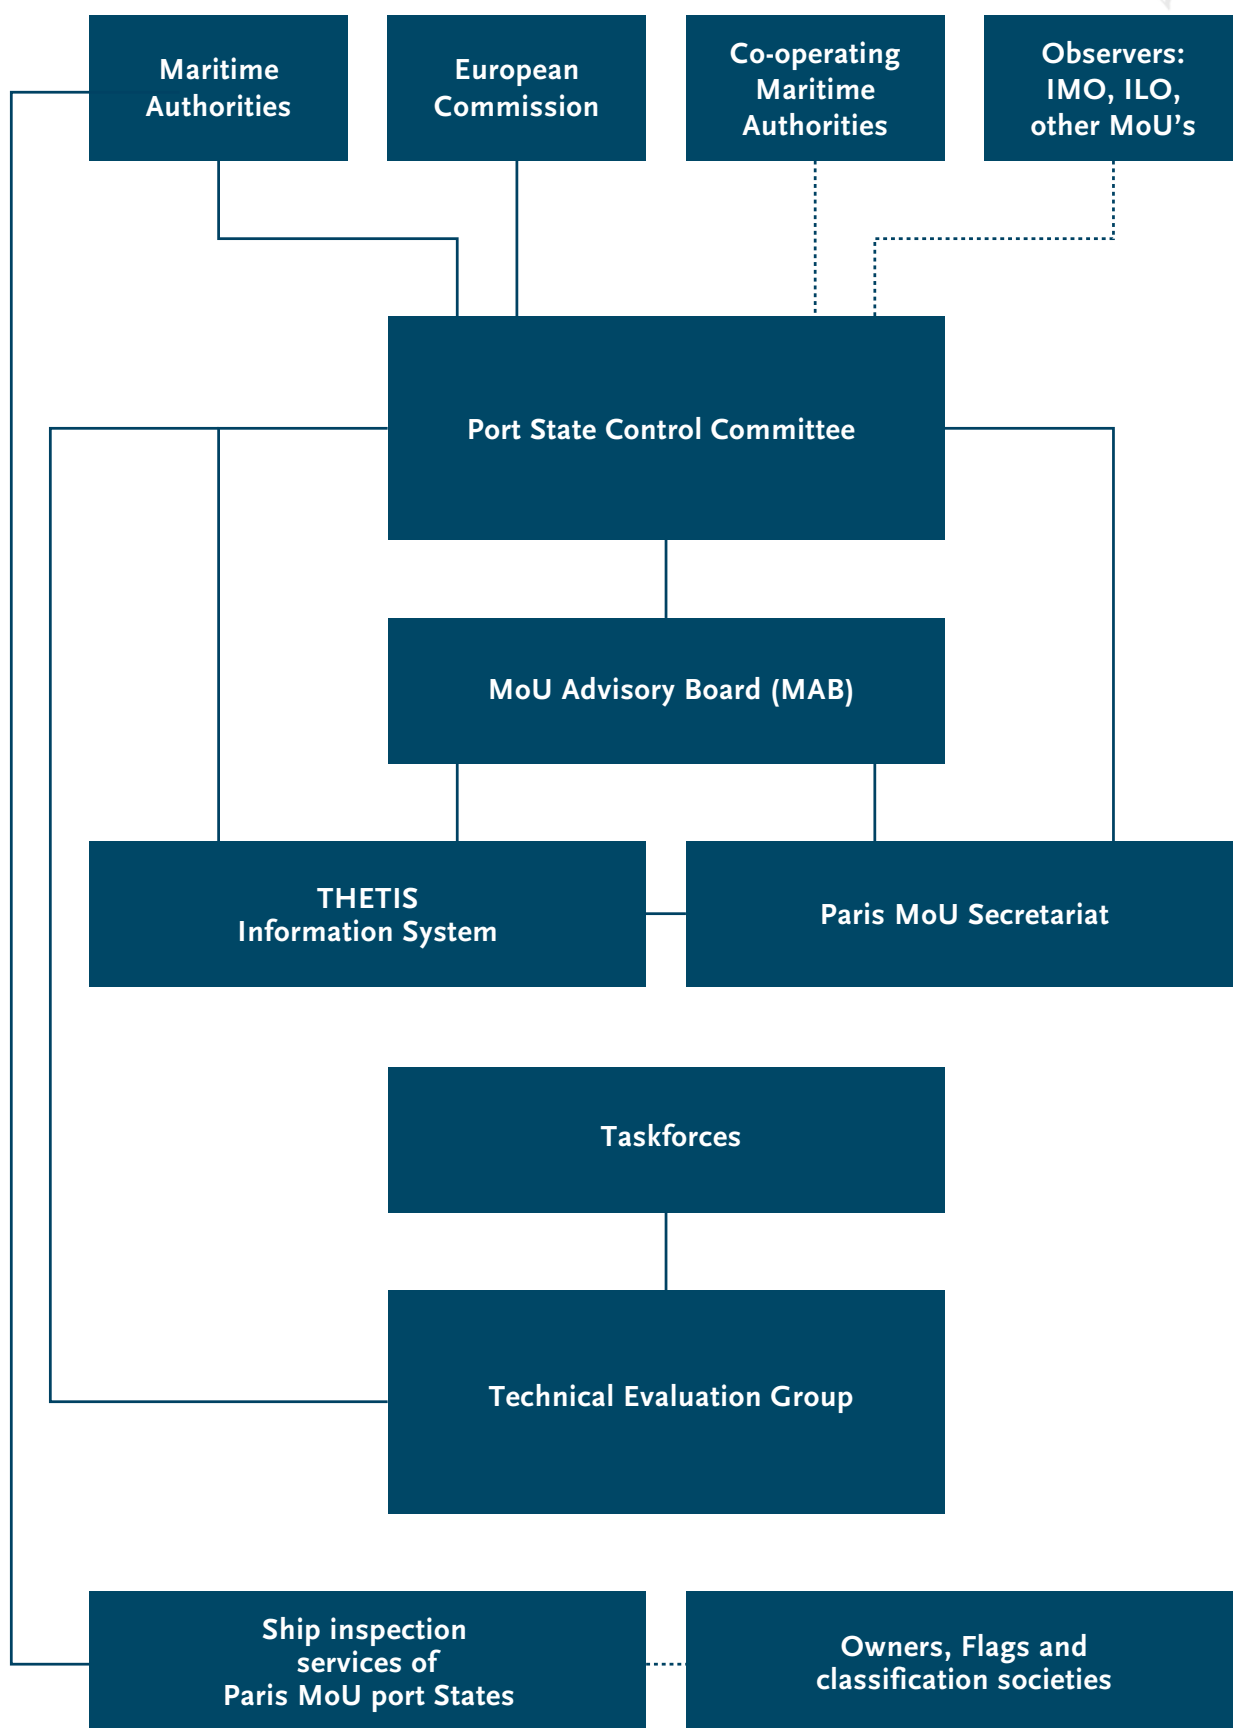 Maritime
Authorities
European
Commission
Co-operating
Maritime
Authorities
Observers:
IMO, ILO,
other MoU’s
Port State Control Committee
MoU Advisory Board (MAB)
THETIS
Information System
Paris MoU Secretariat
Taskforces
Technical Evaluation Group
Ship inspection
services of
Paris MoU port States
Owners, Flags and
classification societies